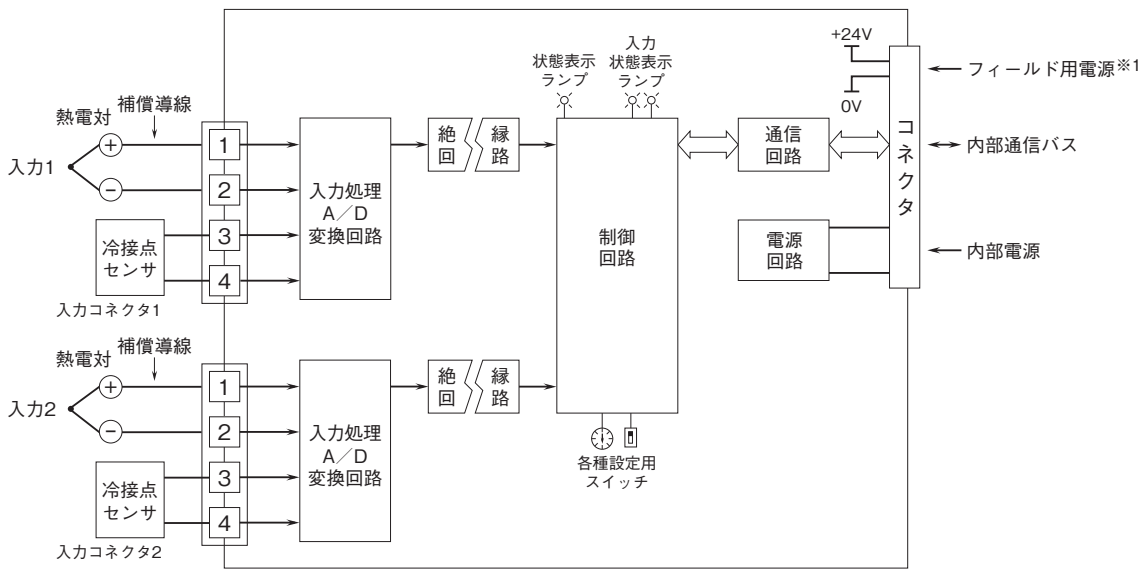 +24V
0V
フィールド用電源※1
コネクタ
内部通信バス
内部電源
状態表示
ランプ
入力
状態表示
ランプ
通信
回路
電源
回路
制御
回路
各種設定用
スイッチ
熱電対
補償導線
入力1
+
−
1
2
3
4
冷接点
センサ
入力コネクタ1
入力処理
A／D
変換回路
絶縁
回路
熱電対
補償導線
入力2
+
−
1
2
3
4
冷接点
センサ
入力コネクタ2
入力処理
A／D
変換回路
絶縁
回路